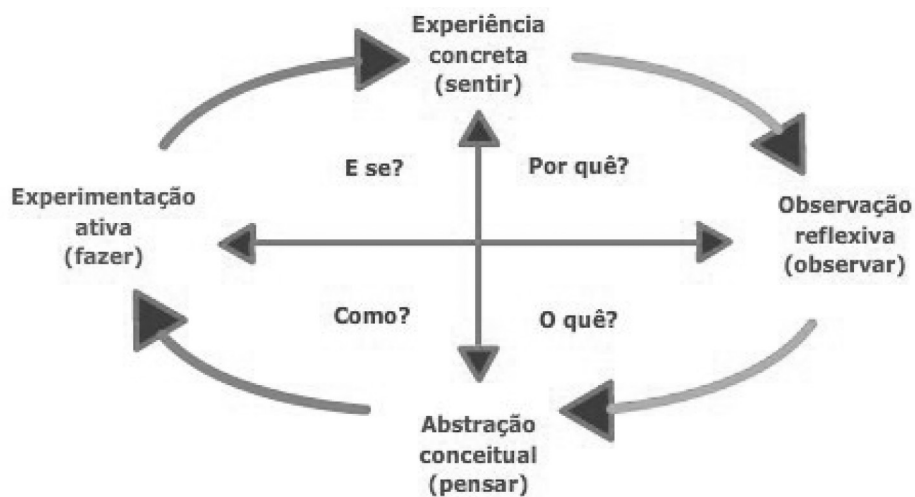 Experiência
concreta
(sentir)
E se?
Por quê?
Experimentação
ativa
(fazer)
Observação
reflexiva
(observar)
Como?
O quê?
Abstração
conceitual
(pensar)